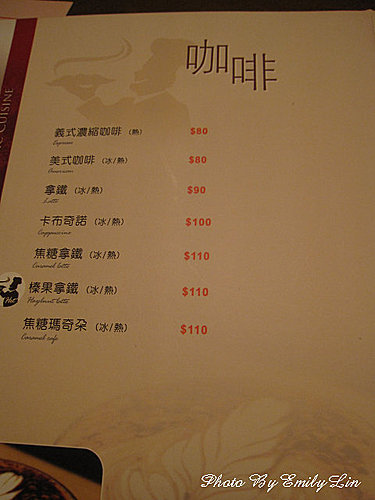 咖啡
義式濃縮咖啡 (熱) $80
Espresso
美式咖啡 (冰/熱) $80
American
拿鐵 (冰/熱) $90
Latte
卡布奇諾 (冰/熱) $100
Cappuccino
焦糖拿鐵 (冰/熱) $110
Caramel latte
榛果拿鐵 (冰/熱) $110
Hazelnut latte
焦糖瑪奇朵 (冰/熱) $110
Caramel cafe
CUISINE
Photo By Emily Lin